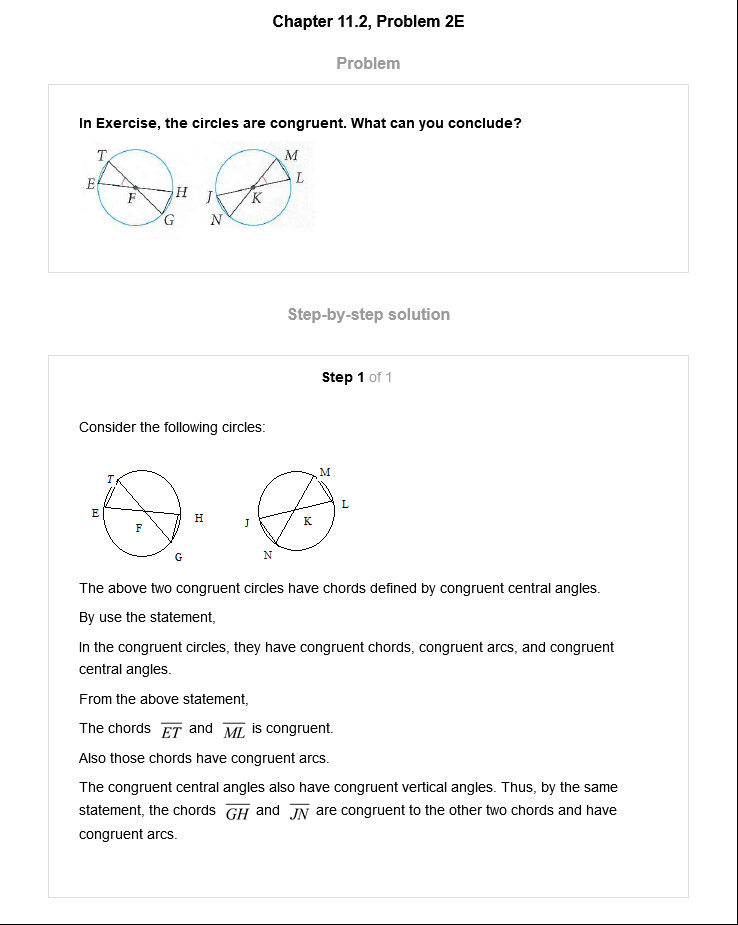 Chapter 11.2, Problem 2E
Problem
In Exercise, the circles are congruent. What can you conclude?
T
M
E
L
H
J
F
K
G
N
Step-by-step solution
Step 1 of 1
Consider the following circles:
T
M
E
L
H
J
K
F
G
N
The above two congruent circles have chords defined by congruent central angles.
By use the statement,
In the congruent circles, they have congruent chords, congruent arcs, and congruent
central angles.
From the above statement,
The chords ET and ML is congruent.
Also those chords have congruent arcs.
The congruent central angles also have congruent vertical angles. Thus, by the same
statement, the chords GH and JN are congruent to the other two chords and have
congruent arcs.